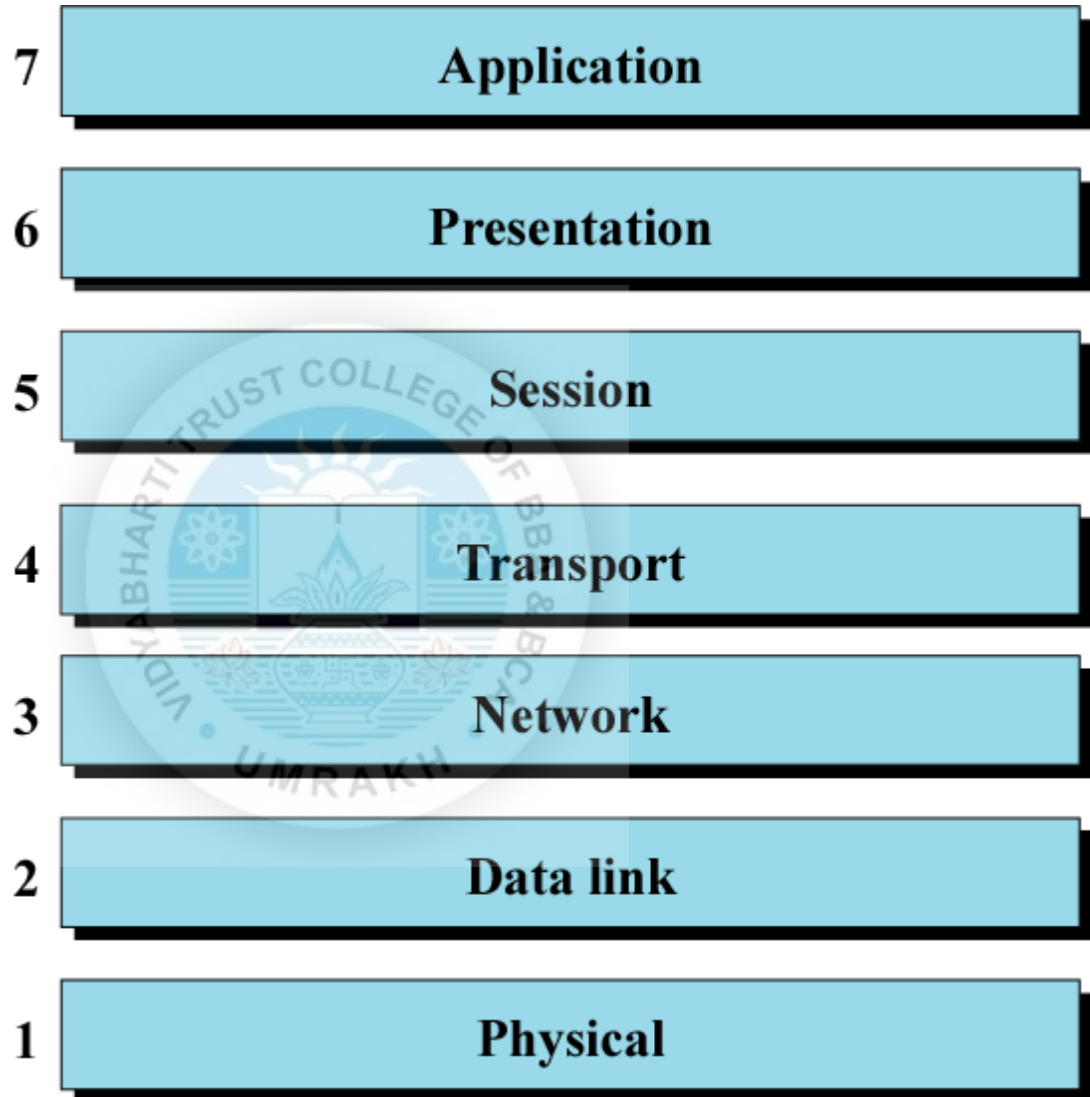 7 Application
6 Presentation
5 Session
4 Transport
3 Network
2 Data link
1 Physical
VIDYABHARTI TRUST COLLEGE OF BBA & BCA
UMRAKH